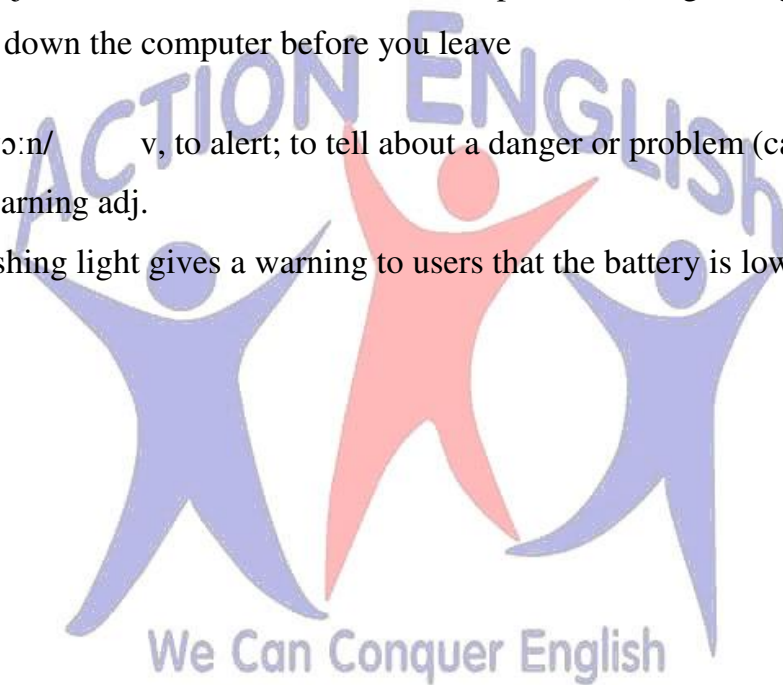 down the computer before you leave
ACTION ENGLISH
ɔːn/ v, to alert; to tell about a danger or problem (ca
arning adj.
shing light gives a warning to users that the battery is low
We Can Conquer English